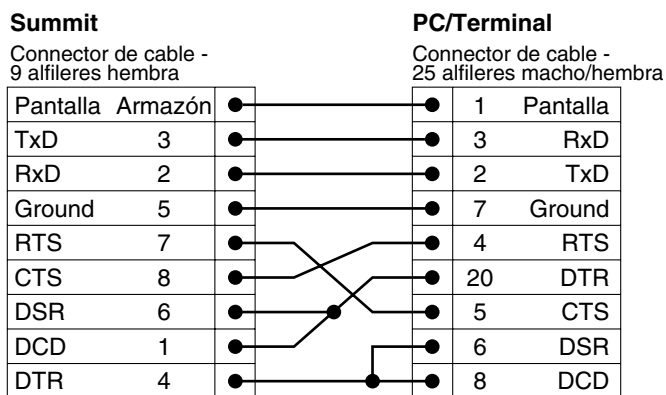 Summit PC/Terminal
Connector de cable - Connector de cable -
9 alfileres hembra 25 alfileres macho/hembra
Pantalla Armazón 1 Pantalla
TxD 3 3 RxD
RxD 2 2 TxD
Ground 5 7 Ground
RTS 7 4 RTS
CTS 8 20 DTR
DSR 6 5 CTS
DCD 1 6 DSR
DTR 4 8 DCD